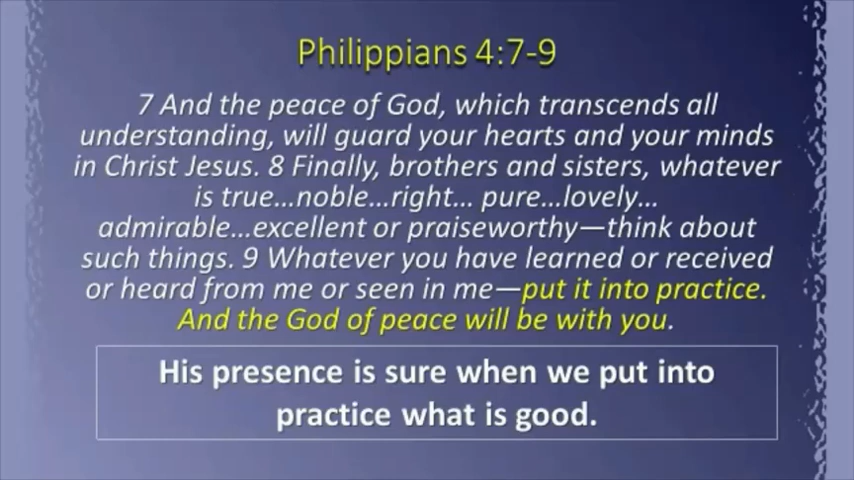 Philippians 4:7-9
7 And the peace of God, which transcends all
understanding, will guard your hearts and your minds
in Christ Jesus. 8 Finally, brothers and sisters, whatever
is true…noble…right… pure…lovely…
admirable…excellent or praiseworthy—think about
such things. 9 Whatever you have learned or received
or heard from me or seen in me—put it into practice.
And the God of peace will be with you.
His presence is sure when we put into
practice what is good.